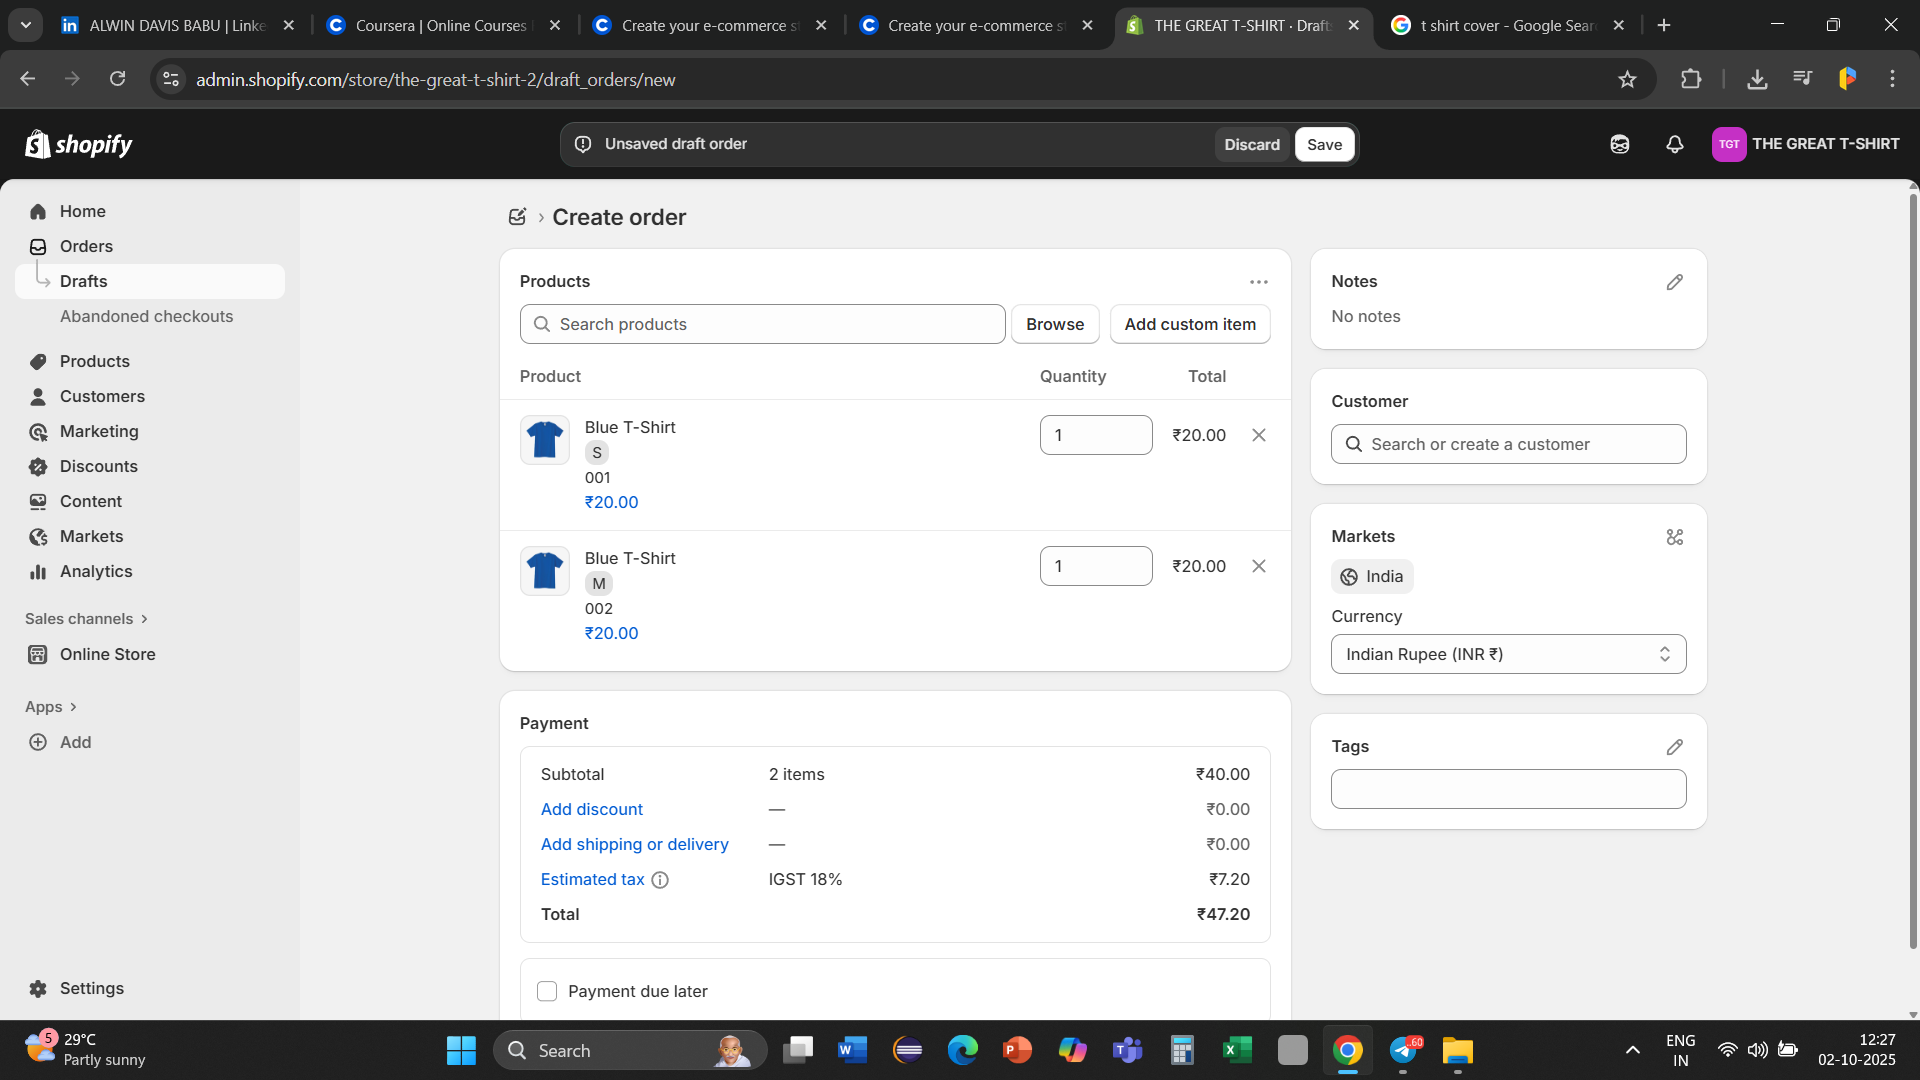 ALWIN DAVIS BABU | Linke
Coursera | Online Courses
Create your e-commerce s
Create your e-commerce s
THE GREAT T-SHIRT · Draft
t shirt cover - Google Sear
admin.shopify.com/store/the-great-t-shirt-2/draft_orders/new
shopify
Unsaved draft order
Discard
Save
TGT
THE GREAT T-SHIRT
Home
Orders
Drafts
Abandoned checkouts
Products
Customers
Marketing
Discounts
Content
Markets
Analytics
Sales channels
Online Store
Apps
Add
Settings
Create order
Products
Search products
Browse
Add custom item
Product Quantity Total
Blue T-Shirt
S
001
₹20.00
1
₹20.00
Blue T-Shirt
M
002
₹20.00
1
₹20.00
Payment
Subtotal 2 items ₹40.00
Add discount — ₹0.00
Add shipping or delivery — ₹0.00
Estimated tax IGST 18% ₹7.20
Total ₹47.20
Payment due later
Notes
No notes
Customer
Search or create a customer
Markets
India
Currency
Indian Rupee (INR ₹)
Tags
5
29°C
Partly sunny
Search
.60
ENG
IN
12:27
02-10-2025